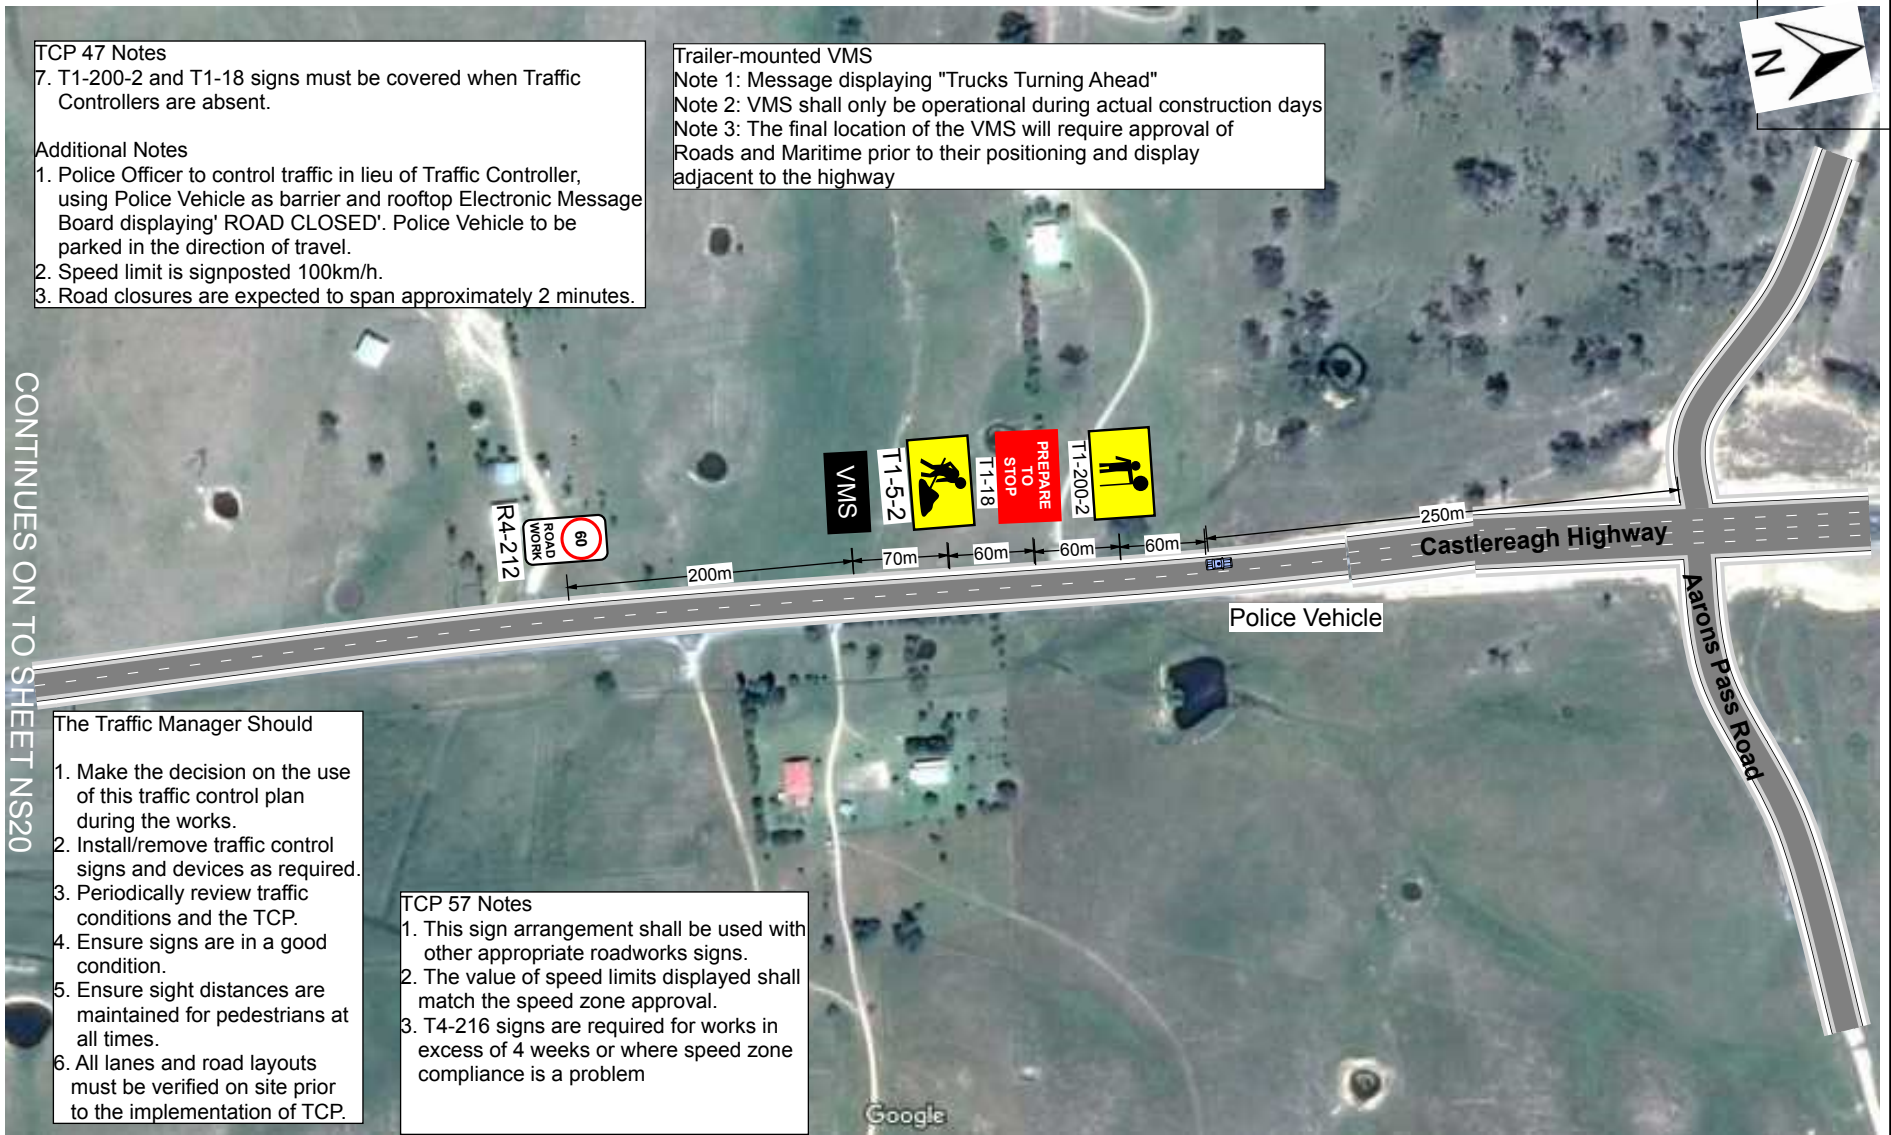 TCP 47 Notes
7. T1-200-2 and T1-18 signs must be covered when Traffic
Controllers are absent.
Additional Notes
1. Police Officer to control traffic in lieu of Traffic Controller,
using Police Vehicle as barrier and rooftop Electronic Message
Board displaying' ROAD CLOSED'. Police Vehicle to be
parked in the direction of travel.
2. Speed limit is signposted 100km/h.
3. Road closures are expected to span approximately 2 minutes.
Trailer-mounted VMS
Note 1: Message displaying "Trucks Turning Ahead"
Note 2: VMS shall only be operational during actual construction days
Note 3: The final location of the VMS will require approval of
Roads and Maritime prior to their positioning and display
adjacent to the highway
N
CONTINUES ON TO SHEET NS20
R4-212
60
ROAD
WORK
VMS
T1-5-2
T1-18
PREPARE
TO
STOP
T1-200-2
200m
70m
60m
60m
60m
250m
Castlereagh Highway
Police Vehicle
Aarons Pass Road
The Traffic Manager Should
1. Make the decision on the use
of this traffic control plan
during the works.
2. Install/remove traffic control
signs and devices as required.
3. Periodically review traffic
conditions and the TCP.
4. Ensure signs are in a good
condition.
5. Ensure sight distances are
maintained for pedestrians at
all times.
6. All lanes and road layouts
must be verified on site prior
to the implementation of TCP.
TCP 57 Notes
1. This sign arrangement shall be used with
other appropriate roadworks signs.
2. The value of speed limits displayed shall
match the speed zone approval.
3. T4-216 signs are required for works in
excess of 4 weeks or where speed zone
compliance is a problem
Google